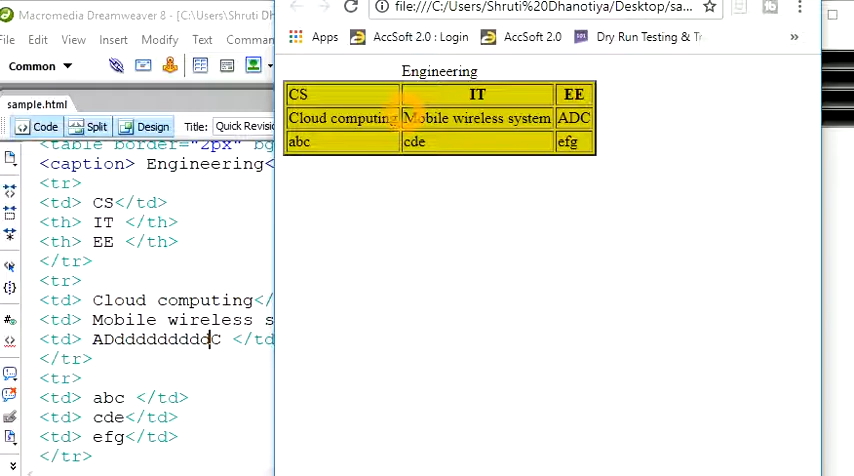 Macromedia Dreamweaver 8 - [C:\Users\Shruti Dh
File Edit View Insert Modify Text Comman
Common
sample.html
Code Split Design Title: Quick Revision
<table border="2px" bg
<caption> Engineering<
<tr>
<td> CS</td>
<th> IT </th>
<th> EE </th>
</tr>
<tr>
<td> Cloud computing</
<td> Mobile wireless s
<td> ADdddddddddC </td
</tr>
<tr>
<td> abc </td>
<td> cde</td>
<td> efg</td>
</tr>
file:///C:/Users/Shruti%20Dhanotiya/Desktop/sa...
Apps AccSoft 2.0 : Login AccSoft 2.0 Dry Run Testing & Tr
Engineering
CS IT EE
Cloud computing Mobile wireless system ADC
abc cde efg